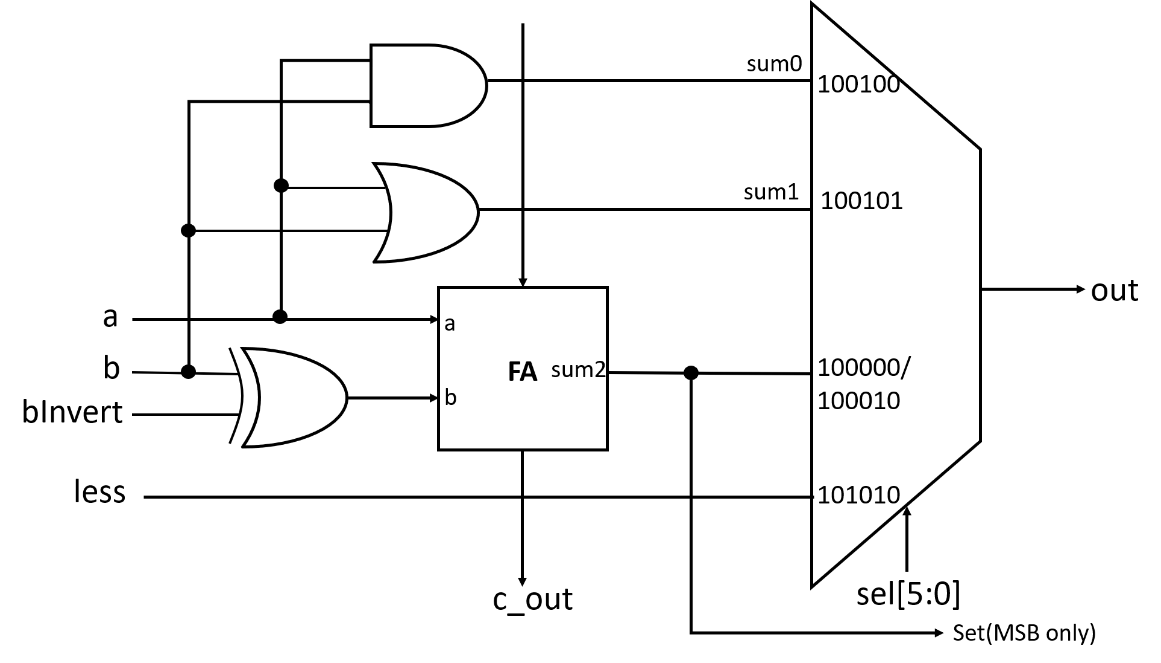 sum0
100100
sum1
100101
a
a
b
FA
sum2
100000/
100010
b
bInvert
less
101010
out
c_out
sel[5:0]
Set(MSB only)